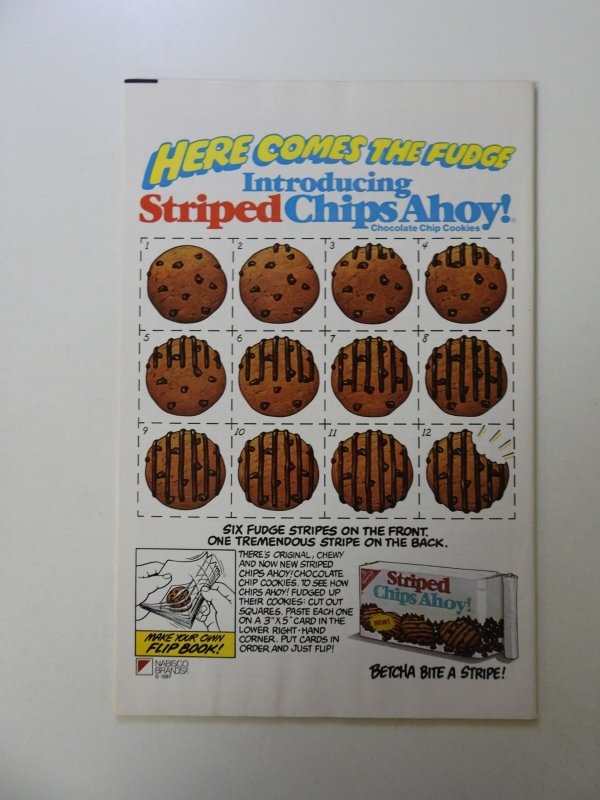 HERE COMES THE FUDGE
Introducing
Striped Chips Ahoy!®
Chocolate Chip Cookies
1 2 3 4
5 6 7 8
9 10 11 12
SIX FUDGE STRIPES ON THE FRONT.
ONE TREMENDOUS STRIPE ON THE BACK.
MAKE YOUR OWN
FLIP BOOK!
THERE'S ORIGINAL, CHEWY
AND NOW NEW STRIPED
CHIPS AHOY! CHOCOLATE
CHIP COOKIES. TO SEE HOW
CHIPS AHOY! FUDGED UP
THEIR COOKIES: CUT OUT
SQUARES. PASTE EACH ONE
ON A 3" X 5" CARD IN THE
LOWER RIGHT-HAND
CORNER. PUT CARDS IN
ORDER AND JUST FLIP!
Striped
Chips Ahoy!
NEW!
BETCHA BITE A STRIPE!
NABISCO
BRANDS
© 1987